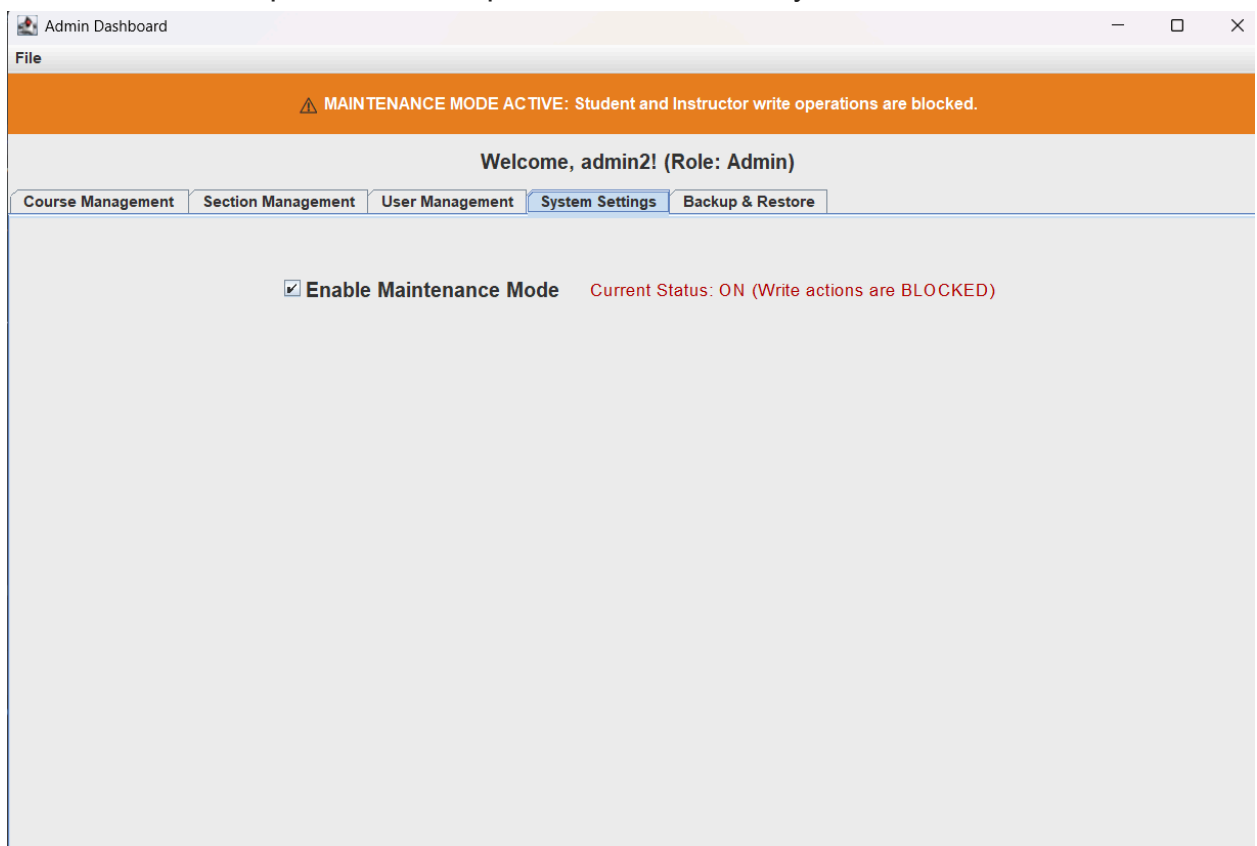 Admin Dashboard
File
⚠ MAINTENANCE MODE ACTIVE: Student and Instructor write operations are blocked.
Welcome, admin2! (Role: Admin)
Course Management Section Management User Management System Settings Backup & Restore
Enable Maintenance Mode Current Status: ON (Write actions are BLOCKED)